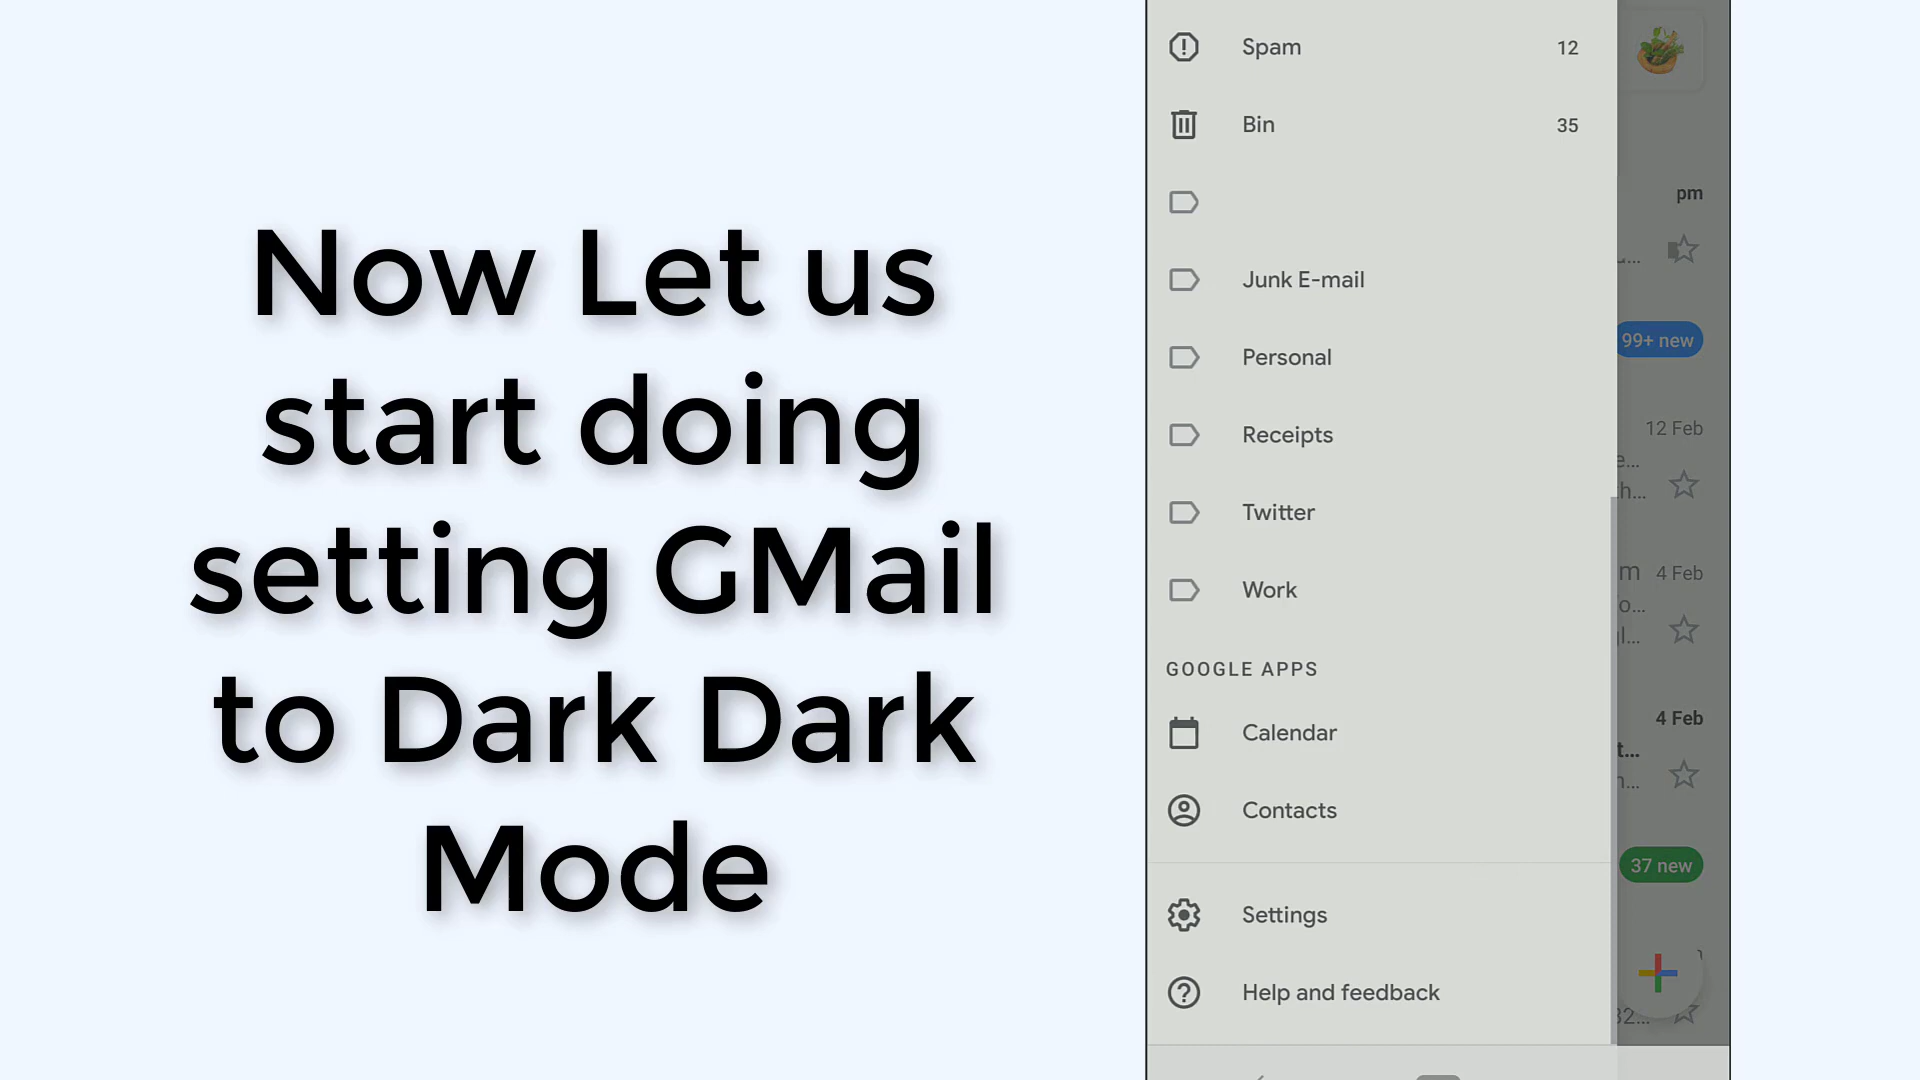 Now Let us
start doing
setting GMail
to Dark Dark
Mode
Spam 12
Bin 35
Junk E-mail
Personal
Receipts
Twitter
Work
GOOGLE APPS
Calendar
Contacts
Settings
Help and feedback
pm
99+ new
12 Feb
4 Feb
4 Feb
37 new